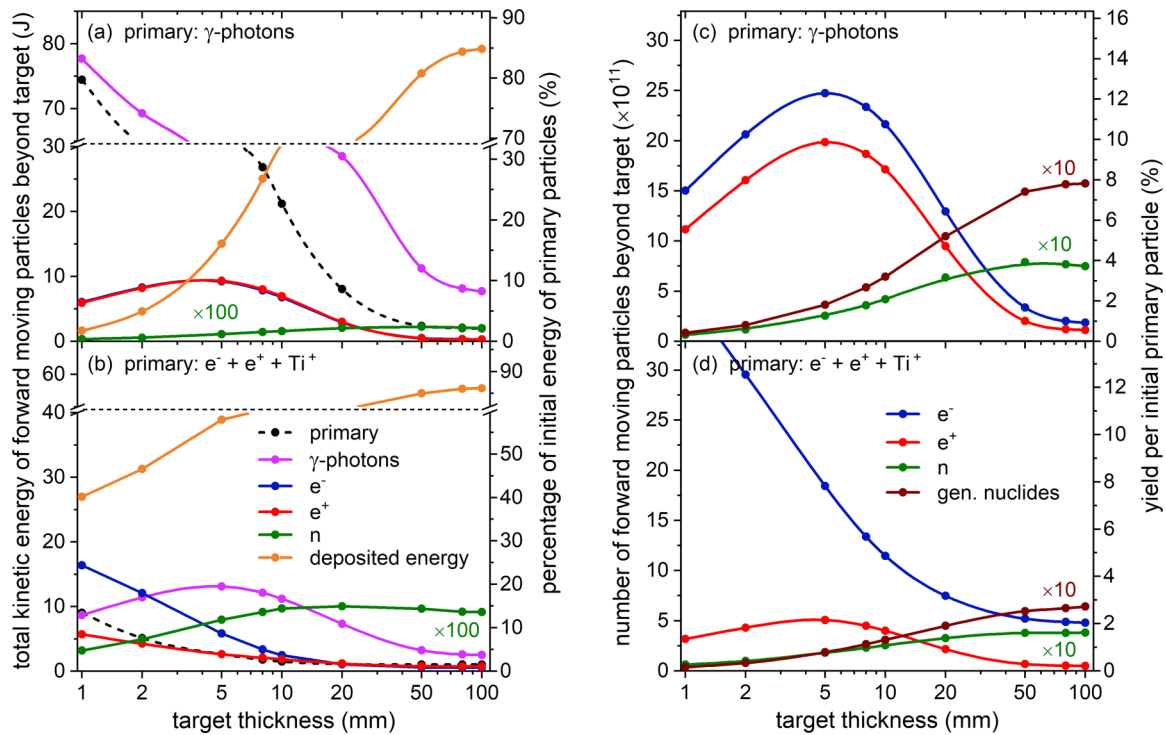 (a) primary: γ-photons
80
70
60
30
20
10
0
×100
90
80
70
30
20
10
0
total kinetic energy of forward moving particles beyond target (J)
percentage of initial energy of primary particles (%)
(b) primary: e⁻ + e⁺ + Ti⁺
60
40
30
20
10
0
90
50
40
30
20
10
0
primary
γ-photons
e⁻
e⁺
n
deposited energy
×100
1 2 5 10 20 50 100
target thickness (mm)
(c) primary: γ-photons
30
25
20
15
10
5
0
×10
×10
16
14
12
10
8
6
4
2
0
number of forward moving particles beyond target (×10¹¹)
yield per initial primary particle (%)
(d) primary: e⁻ + e⁺ + Ti⁺
30
25
20
15
10
5
0
e⁻
e⁺
n
gen. nuclides
×10
×10
12
10
8
6
4
2
0
1 2 5 10 20 50 100
target thickness (mm)